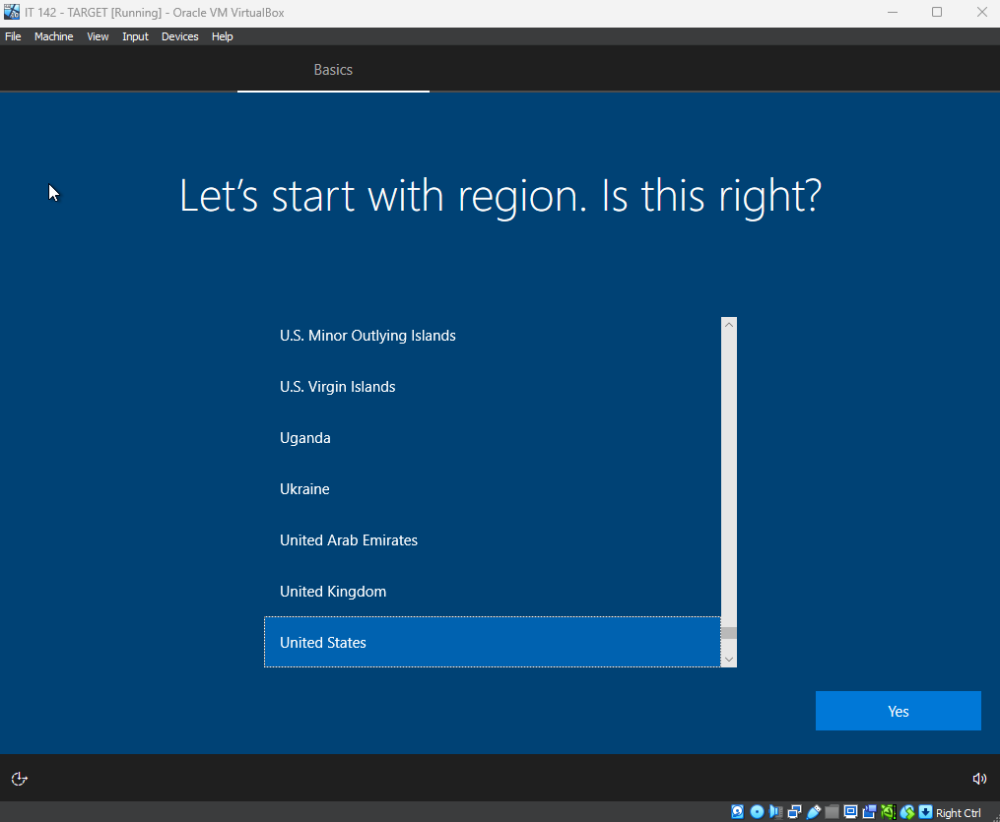 IT 142 - TARGET [Running] - Oracle VM VirtualBox
File Machine View Input Devices Help
Basics
Let’s start with region. Is this right?
U.S. Minor Outlying Islands
U.S. Virgin Islands
Uganda
Ukraine
United Arab Emirates
United Kingdom
United States
Yes
Right Ctrl